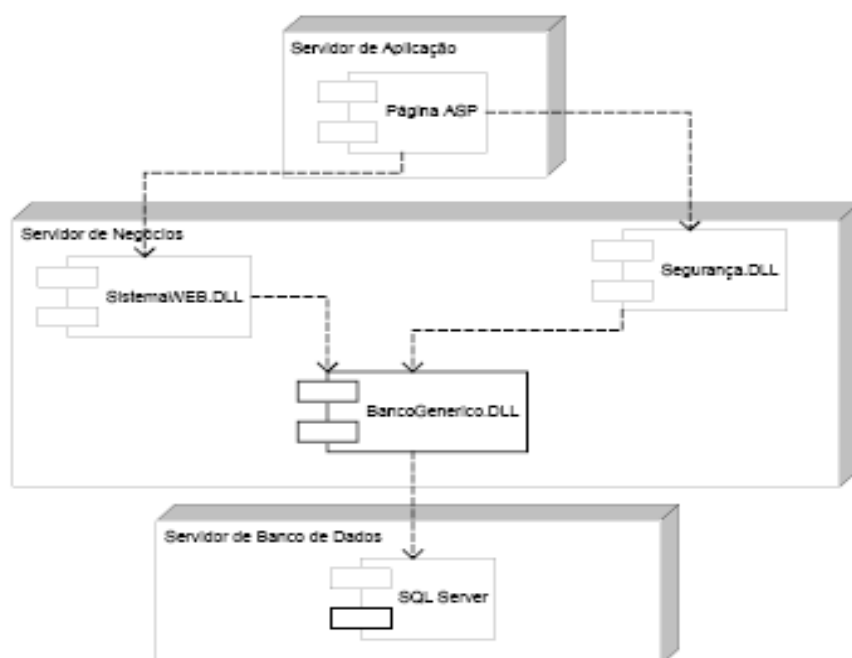 Servidor de Aplicação
Página ASP
Servidor de Negócios
SistemaWEB.DLL
Segurança.DLL
BancoGenerico.DLL
Servidor de Banco de Dados
SQL Server